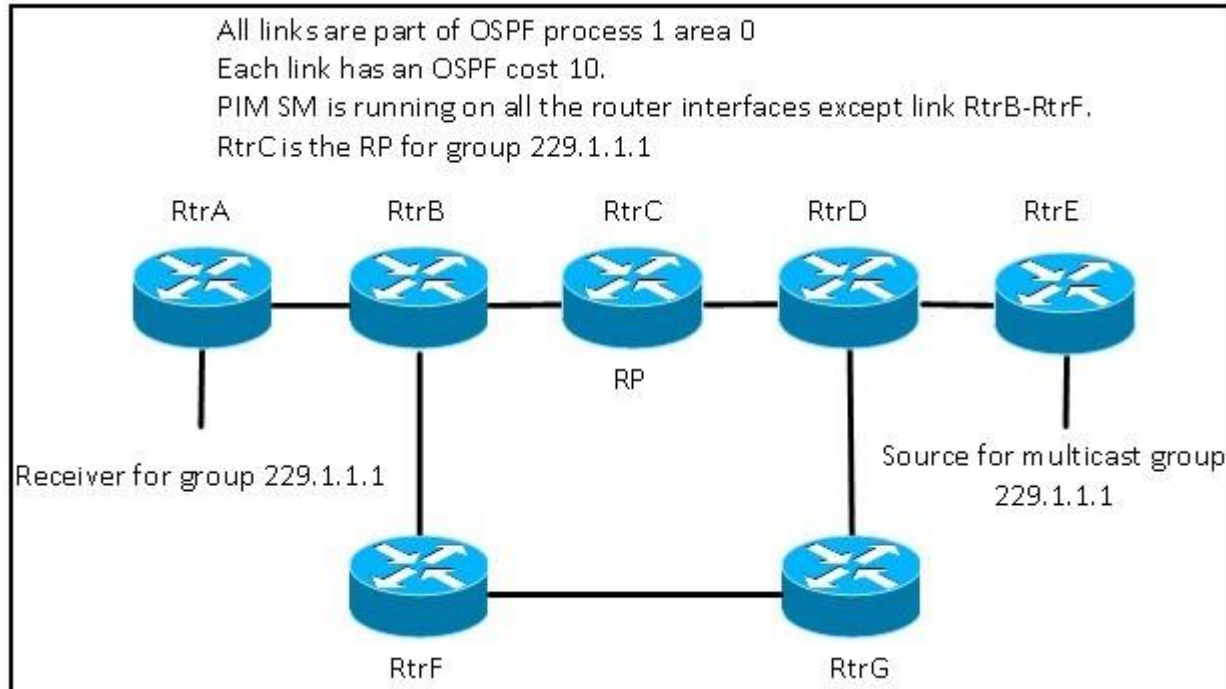 All links are part of OSPF process 1 area 0
Each link has an OSPF cost 10.
PIM SM is running on all the router interfaces except link RtrB-RtrF.
RtrC is the RP for group 229.1.1.1
RtrA
RtrB
RtrC
RtrD
RtrE
RP
Receiver for group 229.1.1.1
Source for multicast group
229.1.1.1
RtrF
RtrG